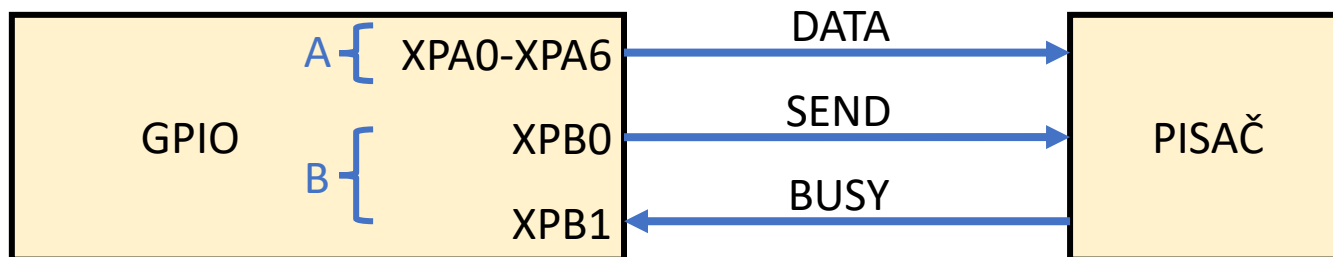 A XPA0-XPA6 DATA
GPIO XPB0 SEND PISAČ
B
XPB1 BUSY